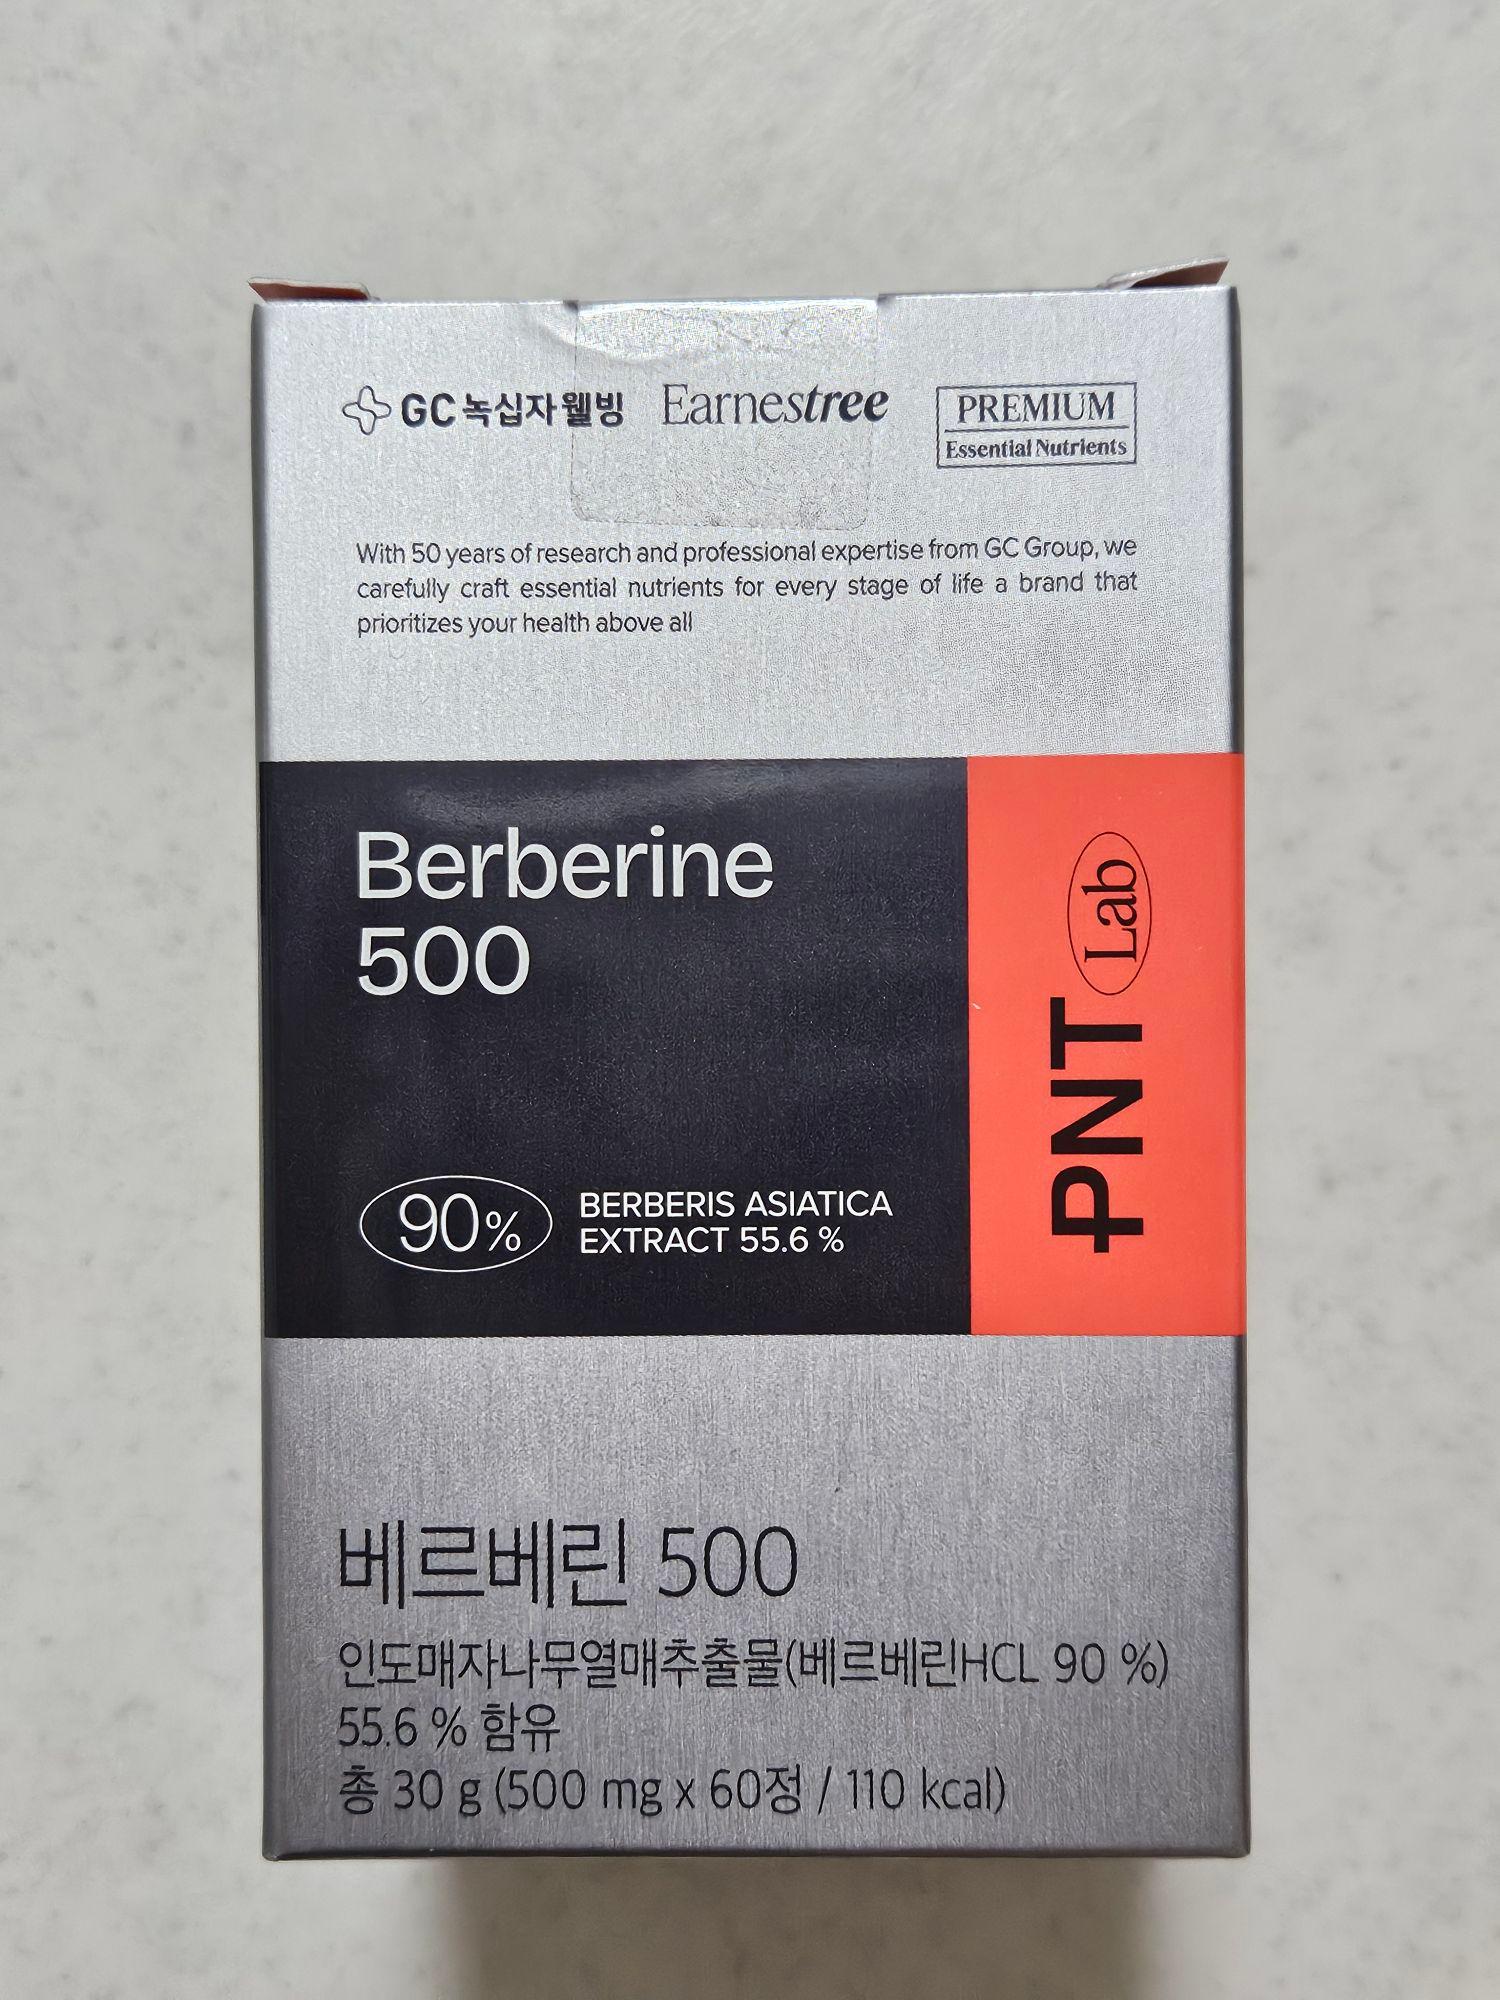 GC녹십자웰빙
Earnestree
PREMIUM
Essential Nutrients
With 50 years of research and professional expertise from GC Group, we
carefully craft essential nutrients for every stage of life a brand that
prioritizes your health above all
Berberine
500
90%
BERBERIS ASIATICA
EXTRACT 55.6 %
PNT Lab
베르베린 500
인도매자나무열매추출물(베르베린HCL 90 %)
55.6 % 함유
총 30 g (500 mg x 60정 / 110 kcal)